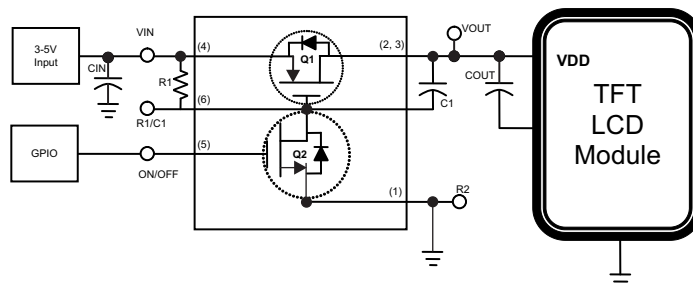 3-5V
Input
VIN
CIN
R1
R1/C1
(4)
Q1
(2, 3)
VOUT
(6)
C1
COUT
VDD
TFT
LCD
Module
GPIO
ON/OFF
(5)
Q2
(1)
R2